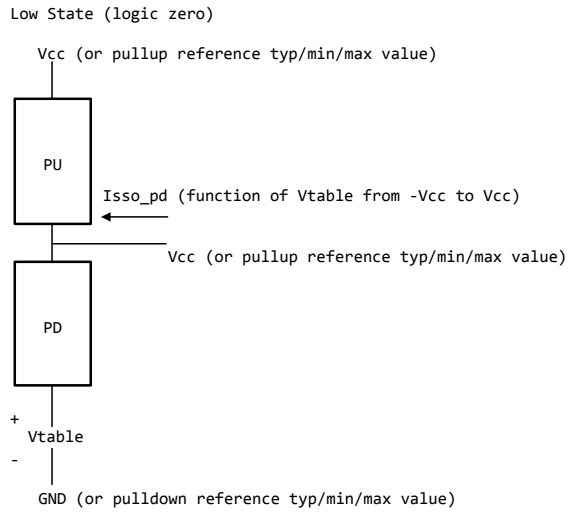 Low State (logic zero)
Vcc (or pullup reference typ/min/max value)
PU
Isso_pd (function of Vtable from -Vcc to Vcc)
Vcc (or pullup reference typ/min/max value)
PD
+
Vtable
-
GND (or pulldown reference typ/min/max value)